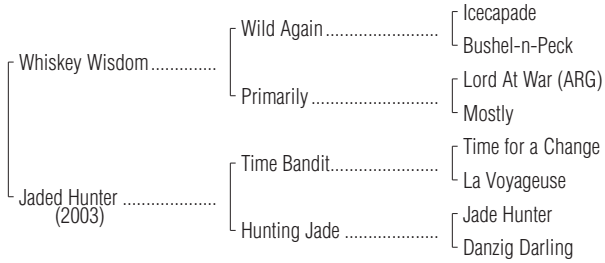 Icecapade
Wild Again..........................
Bushel-n-Peck
Whiskey Wisdom...............
Lord At War (ARG)
Primarily.............................
Mostly
Time for a Change
Time Bandit.........................
La Voyageuse
Jaded Hunter .....................
(2003)
Jade Hunter
Hunting Jade .....................
Danzig Darling